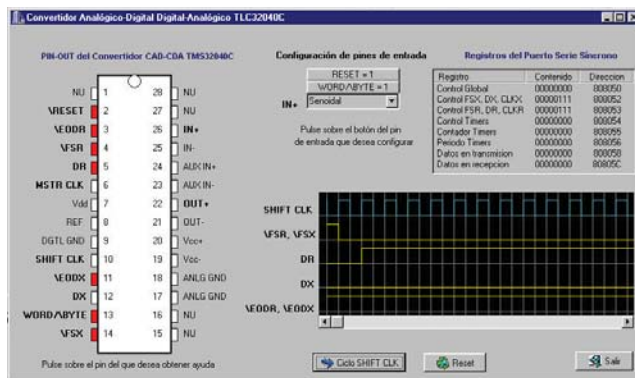 Convertidor Analógico-Digital Digital-Analógico TLC32040C
PIN-OUT del Convertidor CAD-CDA TMS32040C
NU 1 28 NU
\RESET 2 27 NU
\EODR 3 26 IN+
\FSR 4 25 IN-
DR 5 24 AUX IN+
MSTR CLK 6 23 AUX IN-
Vdd 7 22 OUT+
REF 8 21 OUT-
DGTL GND 9 20 Vcc+
SHIFT CLK 10 19 Vcc-
\EODX 11 18 ANLG GND
DX 12 17 ANLG GND
WORD/\BYTE 13 16 NU
\FSX 14 15 NU
Pulse sobre el pin del que desea obtener ayuda
Configuración de pines de entrada
RESET = 1
WORD/\BYTE = 1
IN+ Senoidal
Pulse sobre el botón del pin
de entrada que desea configurar
Registros del Puerto Serie Síncrono
Registro Contenido Direccion
Control Global 00000000 808050
Control FSX, DX, CLKX 00000111 808052
Control FSR, DR, CLKR 00000111 808053
Control Timers 00000000 808054
Contador Timers 00000000 808055
Periodo Timers 00000000 808056
Datos en transmision 00000000 808058
Datos en recepcion 00000000 80805C
SHIFT CLK
\FSR, \FSX
DR
DX
\EODR, \EODX
Ciclo SHIFT CLK
Reset
Salir